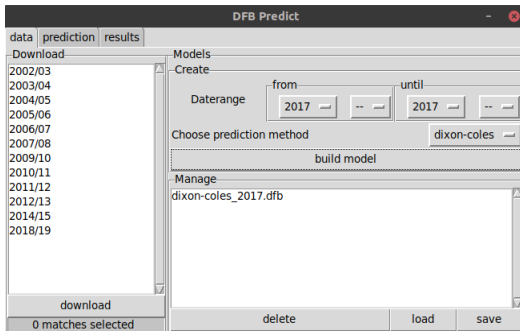 DFB Predict
data prediction results
Download
2002/03
2003/04
2004/05
2005/06
2006/07
2007/08
2009/10
2010/11
2011/12
2012/13
2014/15
2018/19
download
0 matches selected
Models
Create
from until
Daterange 2017 -- 2017 --
Choose prediction method dixon-coles
build model
Manage
dixon-coles_2017.dfb
delete load save